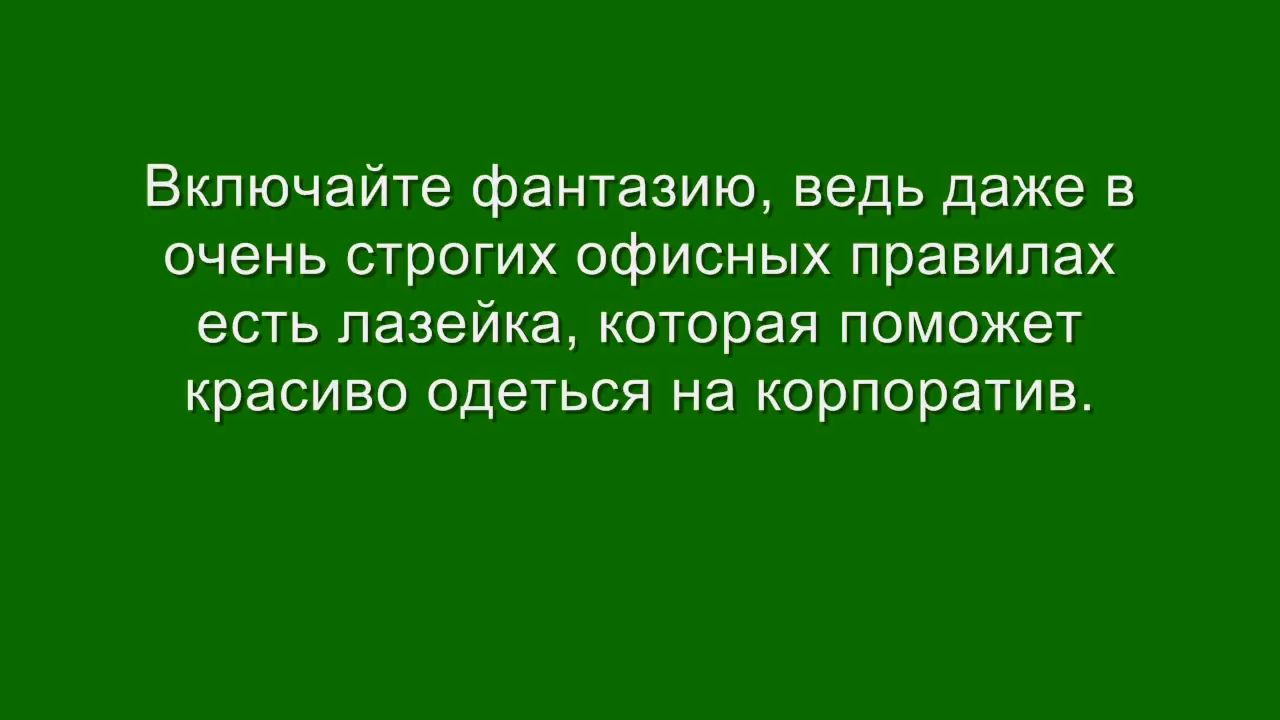 Включайте фантазию, ведь даже в
очень строгих офисных правилах
есть лазейка, которая поможет
красиво одеться на корпоратив.